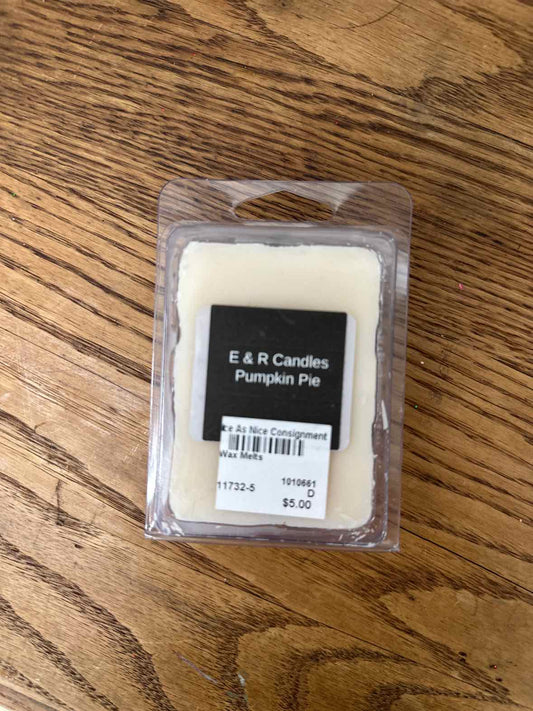 E & R Candles
Pumpkin Pie
ce As Nice Consignment
Wax Melts
11732-5
1010661
D
$5.00